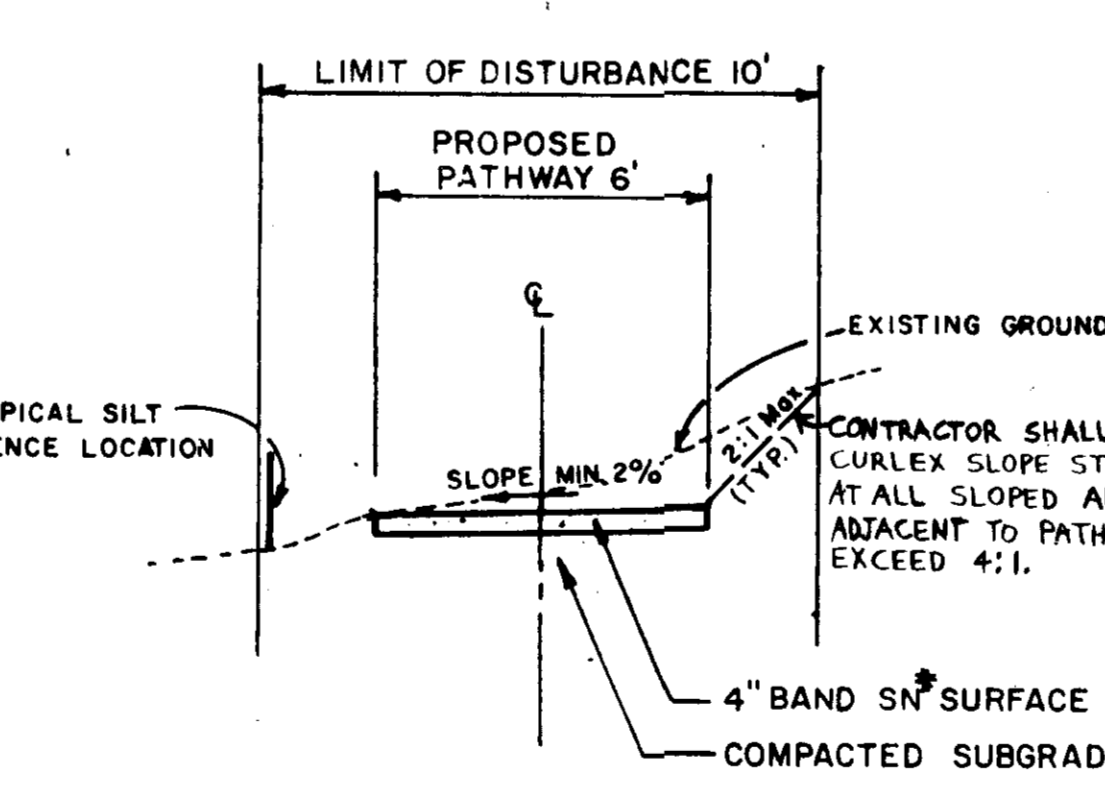 LIMIT OF DISTURBANCE 10'
PROPOSED
PATHWAY 6'
℄
EXISTING GROUND
PICAL SILT
ENCE LOCATION
SLOPE MIN. 2%
2:1 Max
(TYP.)
CONTRACTOR SHALL
CURLEX SLOPE ST
AT ALL SLOPED A
ADJACENT TO PATH
EXCEED 4:1.
4" BAND SN* SURFACE
COMPACTED SUBGRAD